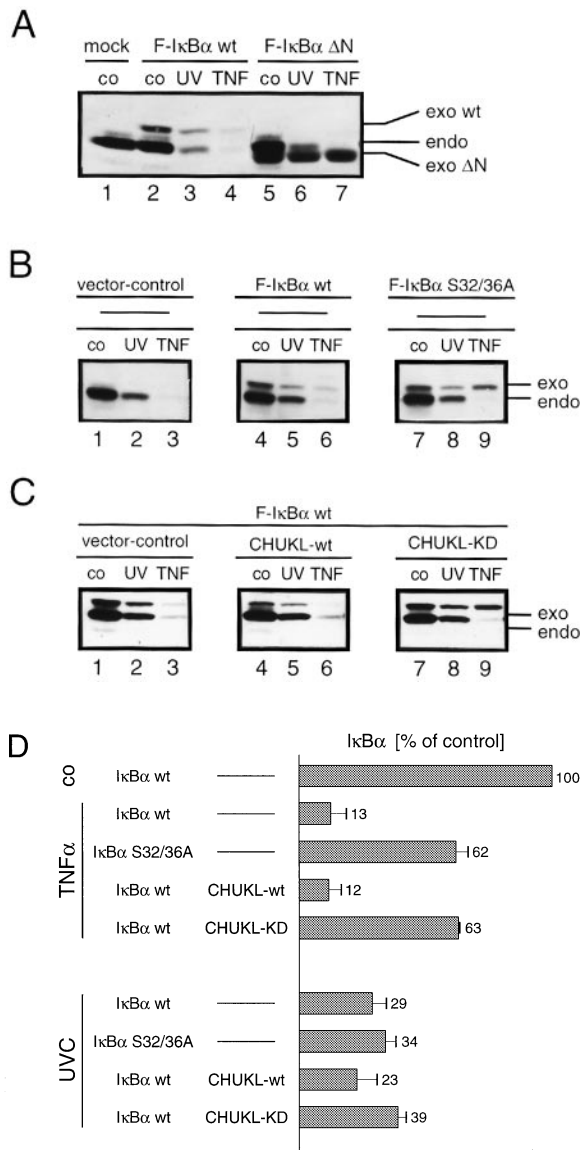 A
mock F-IκBα wt F-IκBα ΔN
co co UV TNF co UV TNF
exo wt
endo
exo ΔN
1 2 3 4 5 6 7
B
vector-control F-IκBα wt F-IκBα S32/36A
co UV TNF co UV TNF co UV TNF
exo
endo
1 2 3 4 5 6 7 8 9
C
F-IκBα wt
vector-control CHUKL-wt CHUKL-KD
co UV TNF co UV TNF co UV TNF
exo
endo
1 2 3 4 5 6 7 8 9
D
IκBα [% of control]
co IκBα wt 100
TNFα
IκBα wt 13
IκBα S32/36A 62
IκBα wt CHUKL-wt 12
IκBα wt CHUKL-KD 63
UVC
IκBα wt 29
IκBα S32/36A 34
IκBα wt CHUKL-wt 23
IκBα wt CHUKL-KD 39